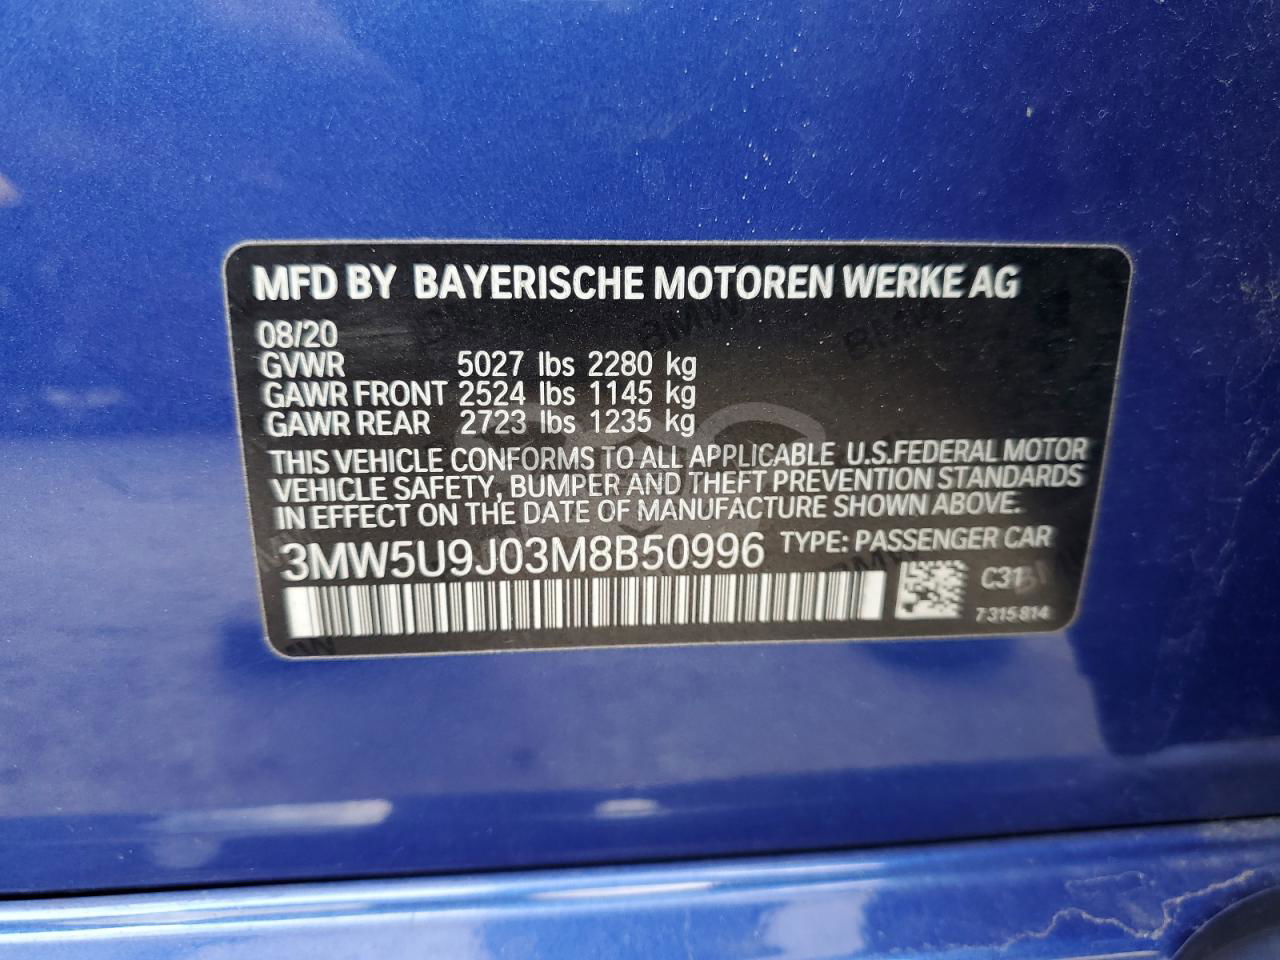 MFD BY BAYERISCHE MOTOREN WERKE AG
08/20
GVWR 5027 lbs 2280 kg
GAWR FRONT 2524 lbs 1145 kg
GAWR REAR 2723 lbs 1235 kg
THIS VEHICLE CONFORMS TO ALL APPLICABLE U.S.FEDERAL MOTOR
VEHICLE SAFETY, BUMPER AND THEFT PREVENTION STANDARDS
IN EFFECT ON THE DATE OF MANUFACTURE SHOWN ABOVE.
3MW5U9J03M8B50996 TYPE: PASSENGER CAR
C31
7 315 814